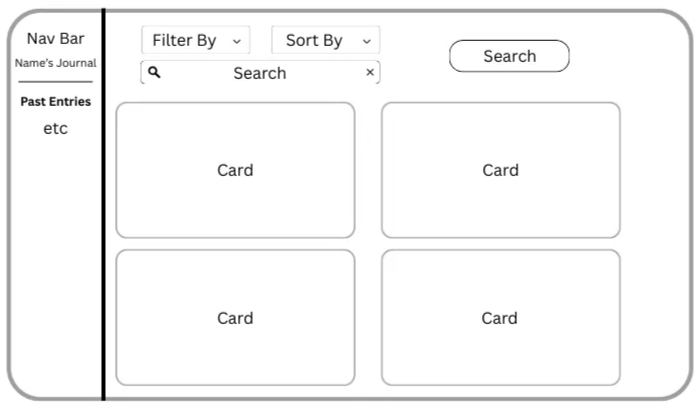 Nav Bar
Name's Journal
Past Entries
etc
Filter By
Sort By
Search
Search
Card
Card
Card
Card